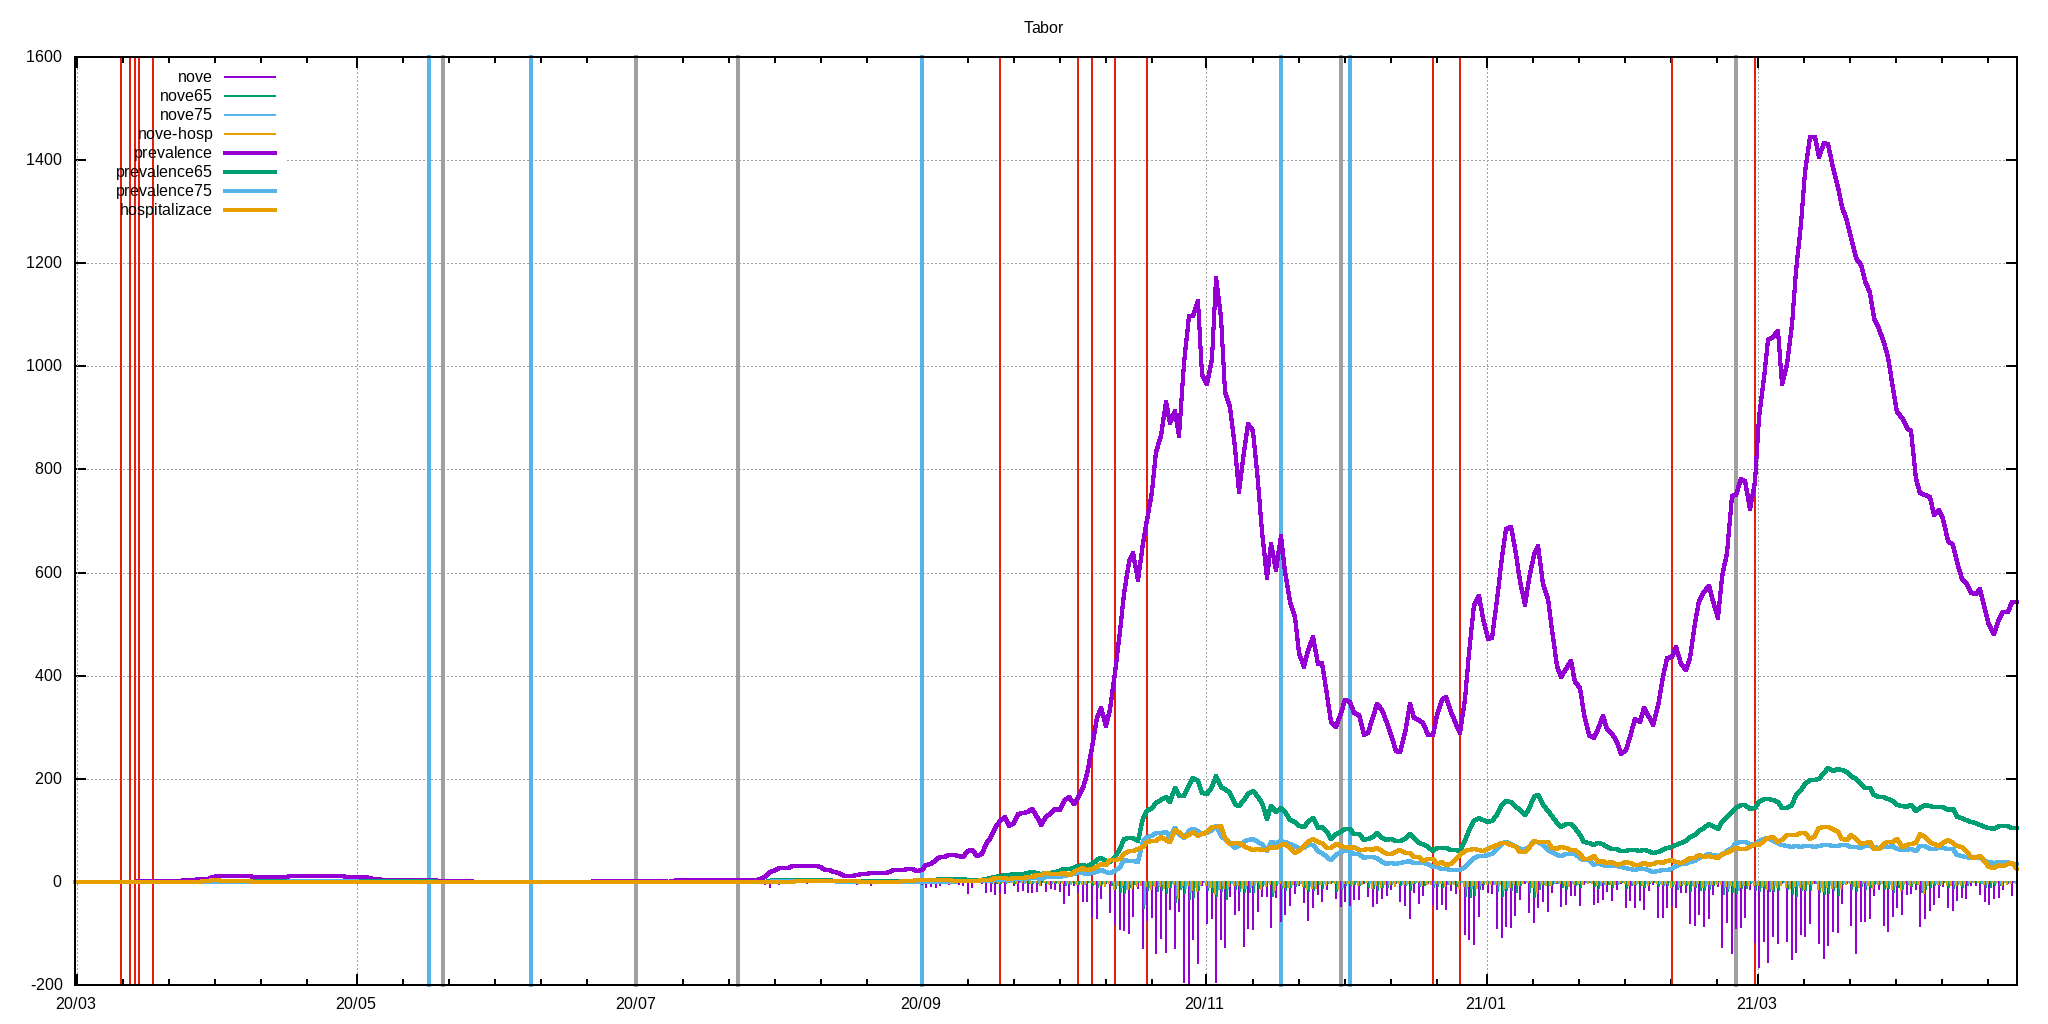 Tabor
1600
1400
1200
1000
800
600
400
200
0
-200
nove
nove65
nove75
nove-hosp
prevalence
prevalence65
prevalence75
hospitalizace
20/03
20/05
20/07
20/09
20/11
21/01
21/03